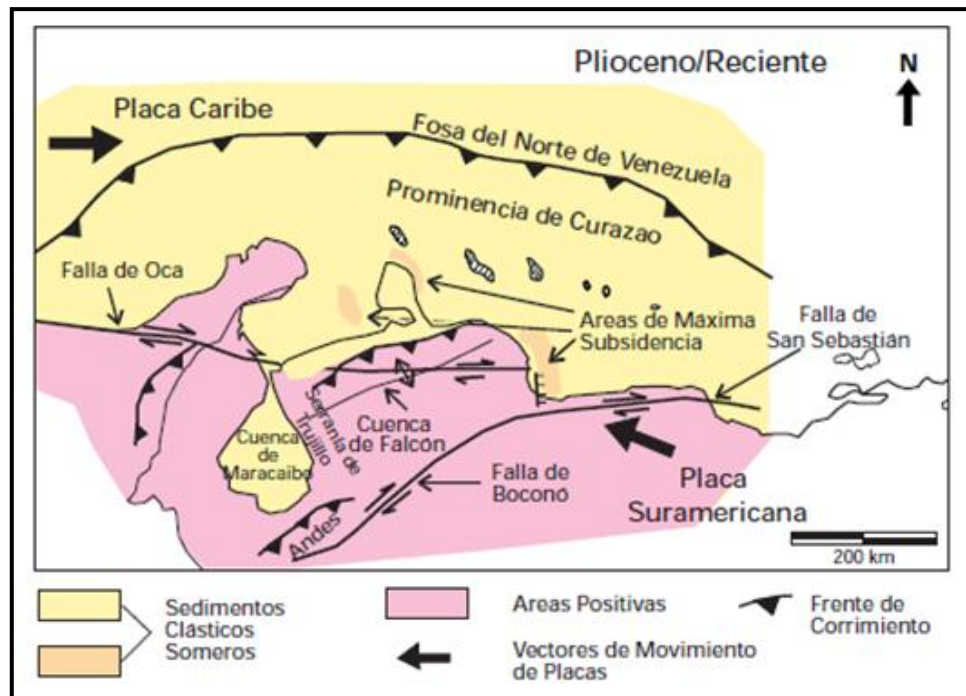 Plioceno/Reciente
N
Placa Caribe
Fosa del Norte de Venezuela
Prominencia de Curazao
Falla de Oca
Areas de Máxima
Subsidencia
Falla de
San Sebastián
Serranía de
Trujillo
Cuenca
de Falcón
Cuenca
de
Maracaibo
Falla de
Boconó
Andes
Placa
Suramericana
200 km
Sedimentos
Clásticos
Someros
Areas Positivas
Vectores de Movimiento
de Placas
Frente de
Corrimiento